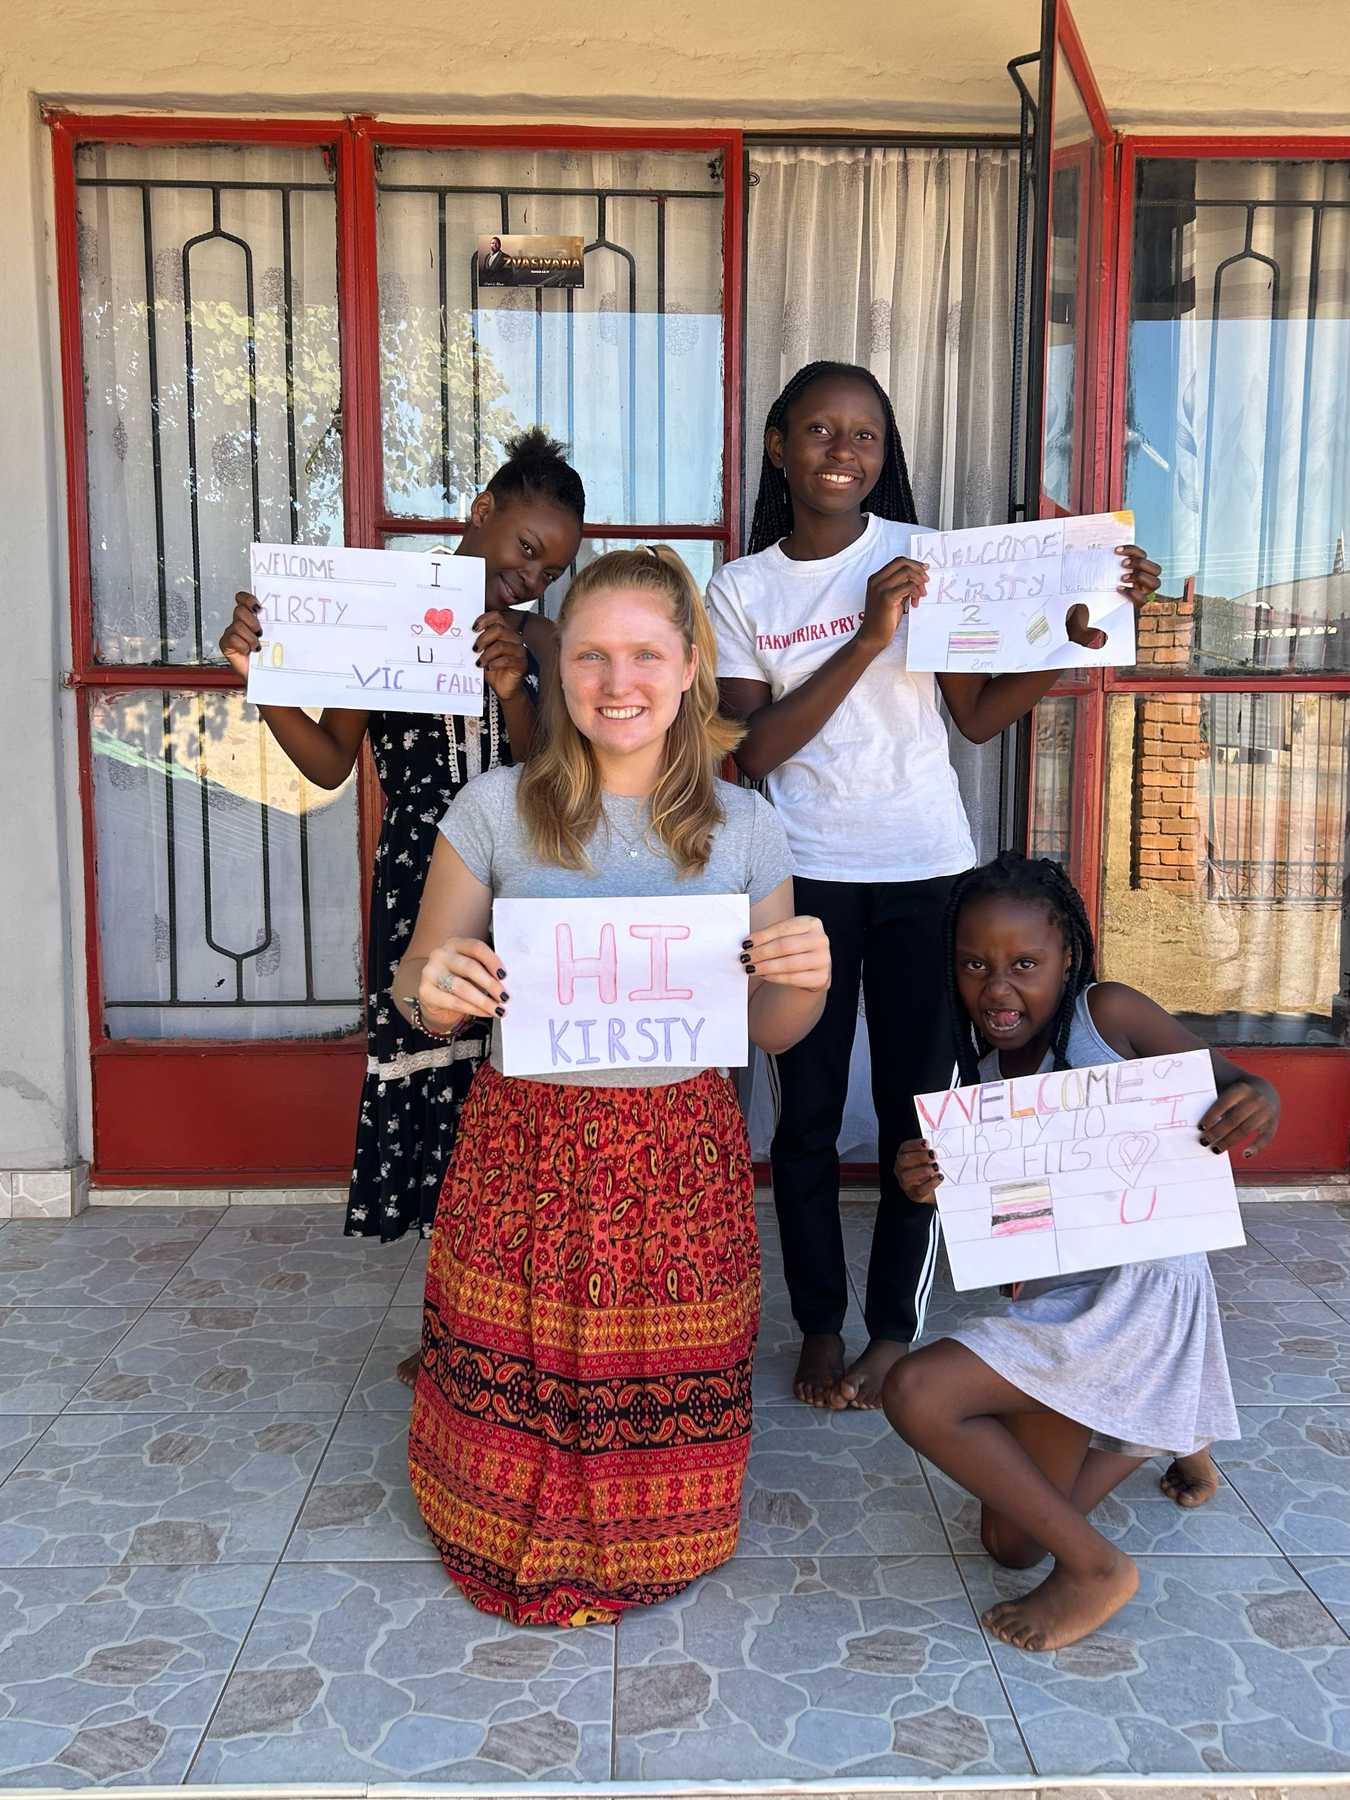 ZVASIYANA
WELCOME I
KIRSTY
TO U
VIC FALLS
TAKWIRIRA PRY S
WELCOME
KIRSTY
2
HI
KIRSTY
WELCOME
KIRSTY TO I
VIC FLLS
U